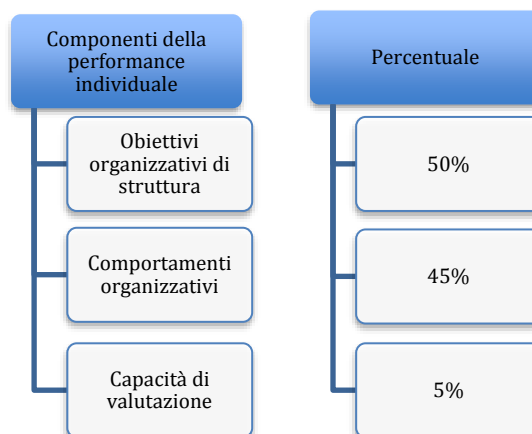 Componenti della
performance
individuale
Percentuale
Obiettivi
organizzativi di
struttura
50%
Comportamenti
organizzativi
45%
Capacità di
valutazione
5%